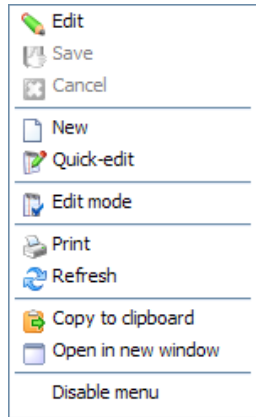 Edit
Save
Cancel
New
Quick-edit
Edit mode
Print
Refresh
Copy to clipboard
Open in new window
Disable menu